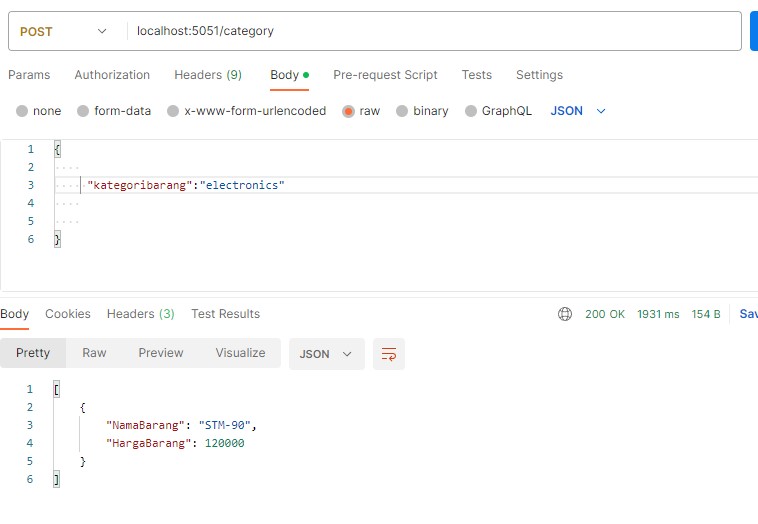 POST localhost:5051/category
Params Authorization Headers (9) Body Pre-request Script Tests Settings
none form-data x-www-form-urlencoded raw binary GraphQL JSON
1 {
2
3 "kategoribarang":"electronics"
4
5
6 }
Body Cookies Headers (3) Test Results 200 OK 1931 ms 154 B Sav
Pretty Raw Preview Visualize JSON
1 [
2 {
3 "NamaBarang": "STM-90",
4 "HargaBarang": 120000
5 }
6 ]